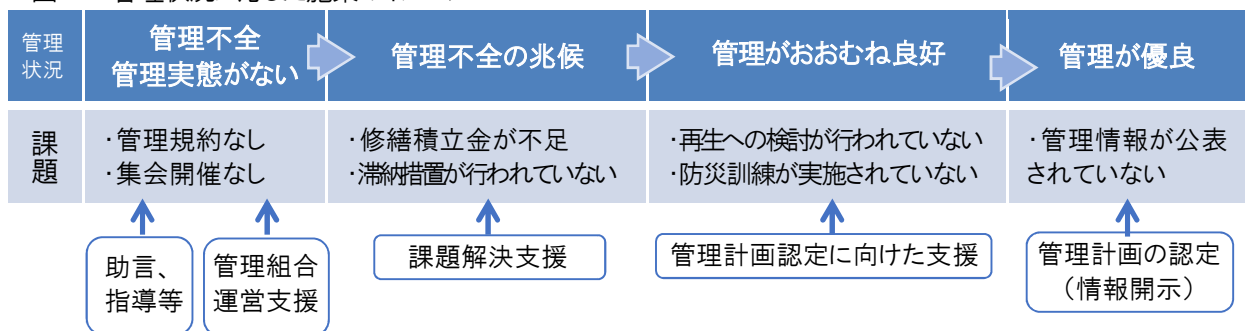 管理
状況
管理不全
管理実態がない
管理不全の兆候
管理がおおむね良好
管理が優良
課
題
・管理規約なし
・集会開催なし
・修繕積立金が不足
・滞納措置が行われていない
・再生への検討が行われていない
・防災訓練が実施されていない
・管理情報が公表
されていない
助言、
指導等
管理組合
運営支援
課題解決支援
管理計画認定に向けた支援
管理計画の認定
（情報開示）